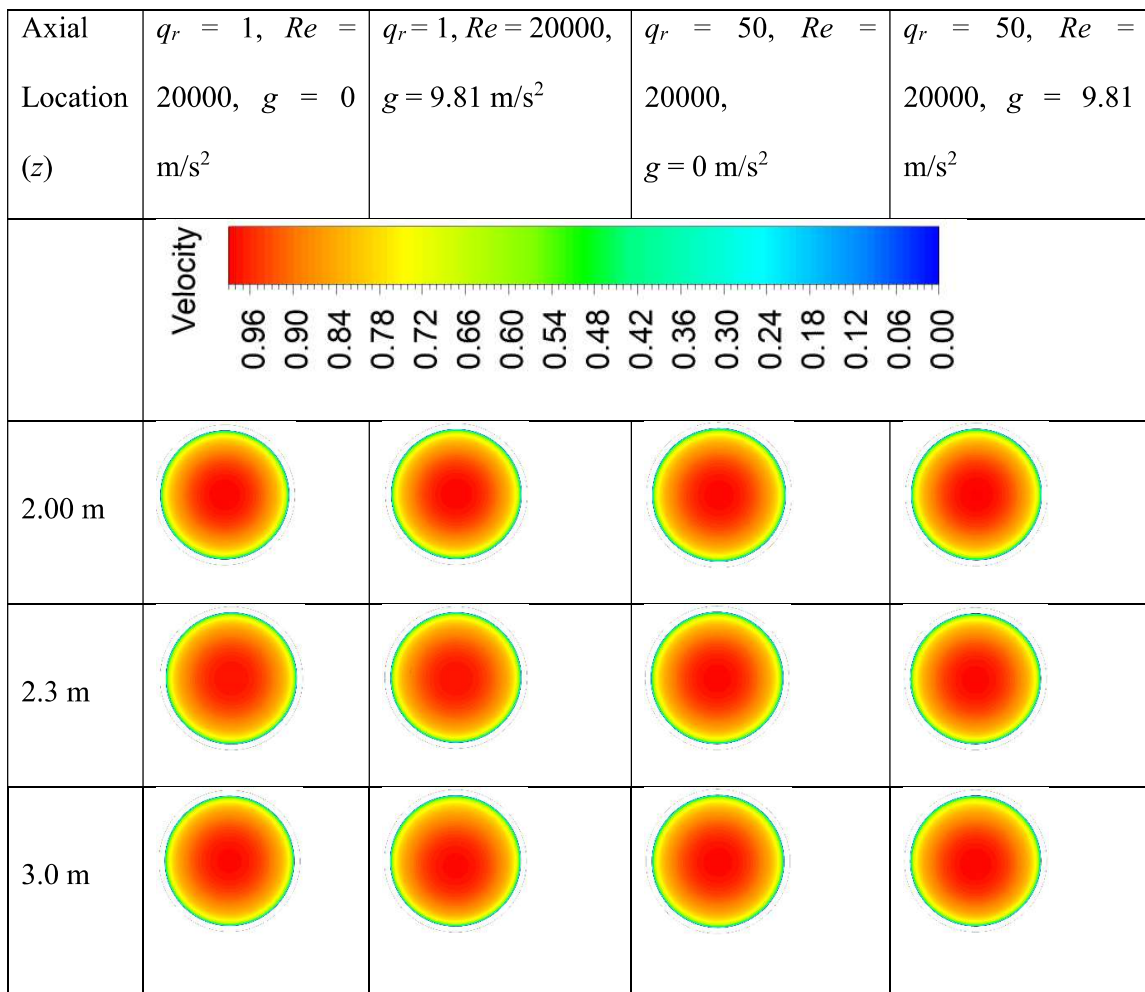 Axial
Location
(z)
qr = 1, Re =
20000, g = 0
m/s²
qr = 1, Re = 20000,
g = 9.81 m/s²
qr = 50, Re =
20000,
g = 0 m/s²
qr = 50, Re =
20000, g = 9.81
m/s²
Velocity
0.96 0.90 0.84 0.78 0.72 0.66 0.60 0.54 0.48 0.42 0.36 0.30 0.24 0.18 0.12 0.06 0.00
2.00 m
2.3 m
3.0 m